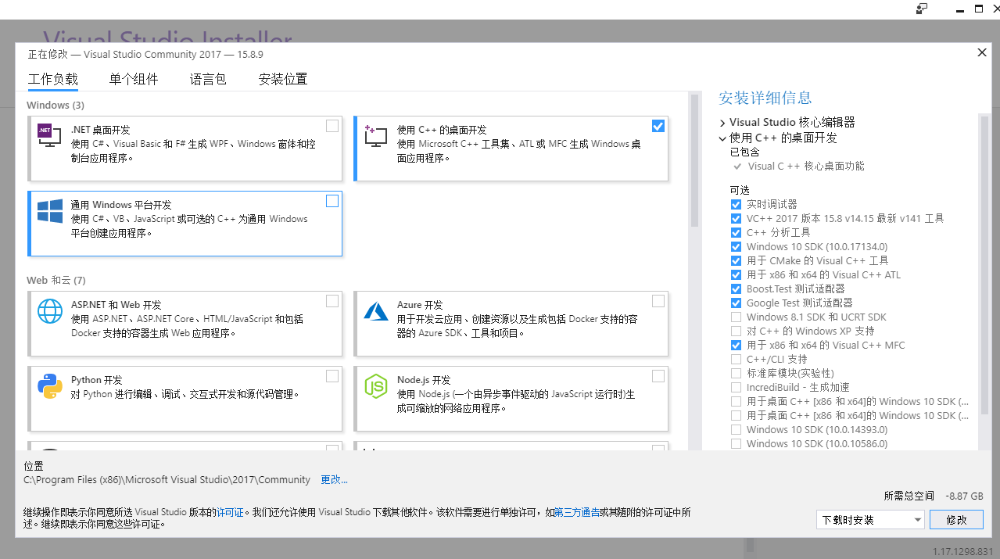 Visual Studio Installer
正在修改 — Visual Studio Community 2017 — 15.8.9
工作负载 单个组件 语言包 安装位置
Windows (3)
.NET
.NET 桌面开发
使用 C#、Visual Basic 和 F# 生成 WPF、Windows 窗体和控
制台应用程序。
使用 C++ 的桌面开发
使用 Microsoft C++ 工具集、ATL 或 MFC 生成 Windows 桌
面应用程序。
通用 Windows 平台开发
使用 C#、VB、JavaScript 或可选的 C++ 为通用 Windows
平台创建应用程序。
Web 和云 (7)
ASP.NET 和 Web 开发
使用 ASP.NET、ASP.NET Core、HTML/JavaScript 和包括
Docker 支持的容器生成 Web 应用程序。
Azure 开发
用于开发云应用、创建资源以及生成包括 Docker 支持的容
器的 Azure SDK、工具和项目。
Python 开发
对 Python 进行编辑、调试、交互式开发和源代码管理。
JS
Node.js 开发
使用 Node.js (一个由异步事件驱动的 JavaScript 运行时)生
成可缩放的网络应用程序。
安装详细信息
Visual Studio 核心编辑器
使用 C++ 的桌面开发
已包含
Visual C ++ 核心桌面功能
可选
实时调试器
VC++ 2017 版本 15.8 v14.15 最新 v141 工具
C++ 分析工具
Windows 10 SDK (10.0.17134.0)
用于 CMake 的 Visual C++ 工具
用于 x86 和 x64 的 Visual C++ ATL
Boost.Test 测试适配器
Google Test 测试适配器
Windows 8.1 SDK 和 UCRT SDK
对 C++ 的 Windows XP 支持
用于 x86 和 x64 的 Visual C++ MFC
C++/CLI 支持
标准库模块(实验性)
IncrediBuild - 生成加速
用于桌面 C++ [x86 和 x64]的 Windows 10 SDK (...
用于桌面 C++ [x86 和 x64]的 Windows 10 SDK (...
Windows 10 SDK (10.0.14393.0)
Windows 10 SDK (10.0.10586.0)
位置
C:\Program Files (x86)\Microsoft Visual Studio\2017\Community 更改...
所需总空间 -8.87 GB
继续操作即表示你同意所选 Visual Studio 版本的许可证。我们还允许使用 Visual Studio 下载其他软件。该软件需要进行单独许可，如第三方通告或其随附的许可证中所
述。继续即表示你同意这些许可证。
下载时安装 修改
1.17.1298.831